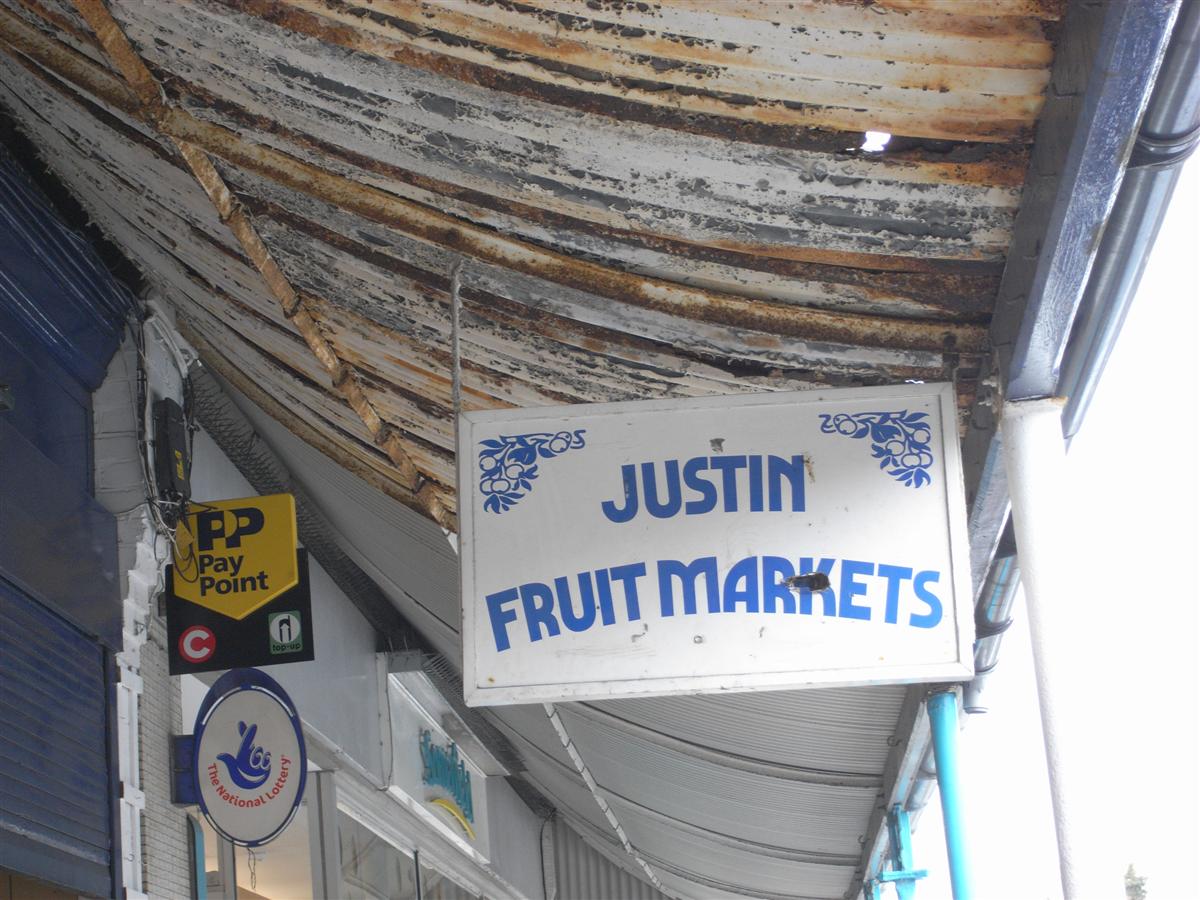 JUSTIN
FRUIT MARKETS
PP
Pay
Point
C
top-up
The National Lottery